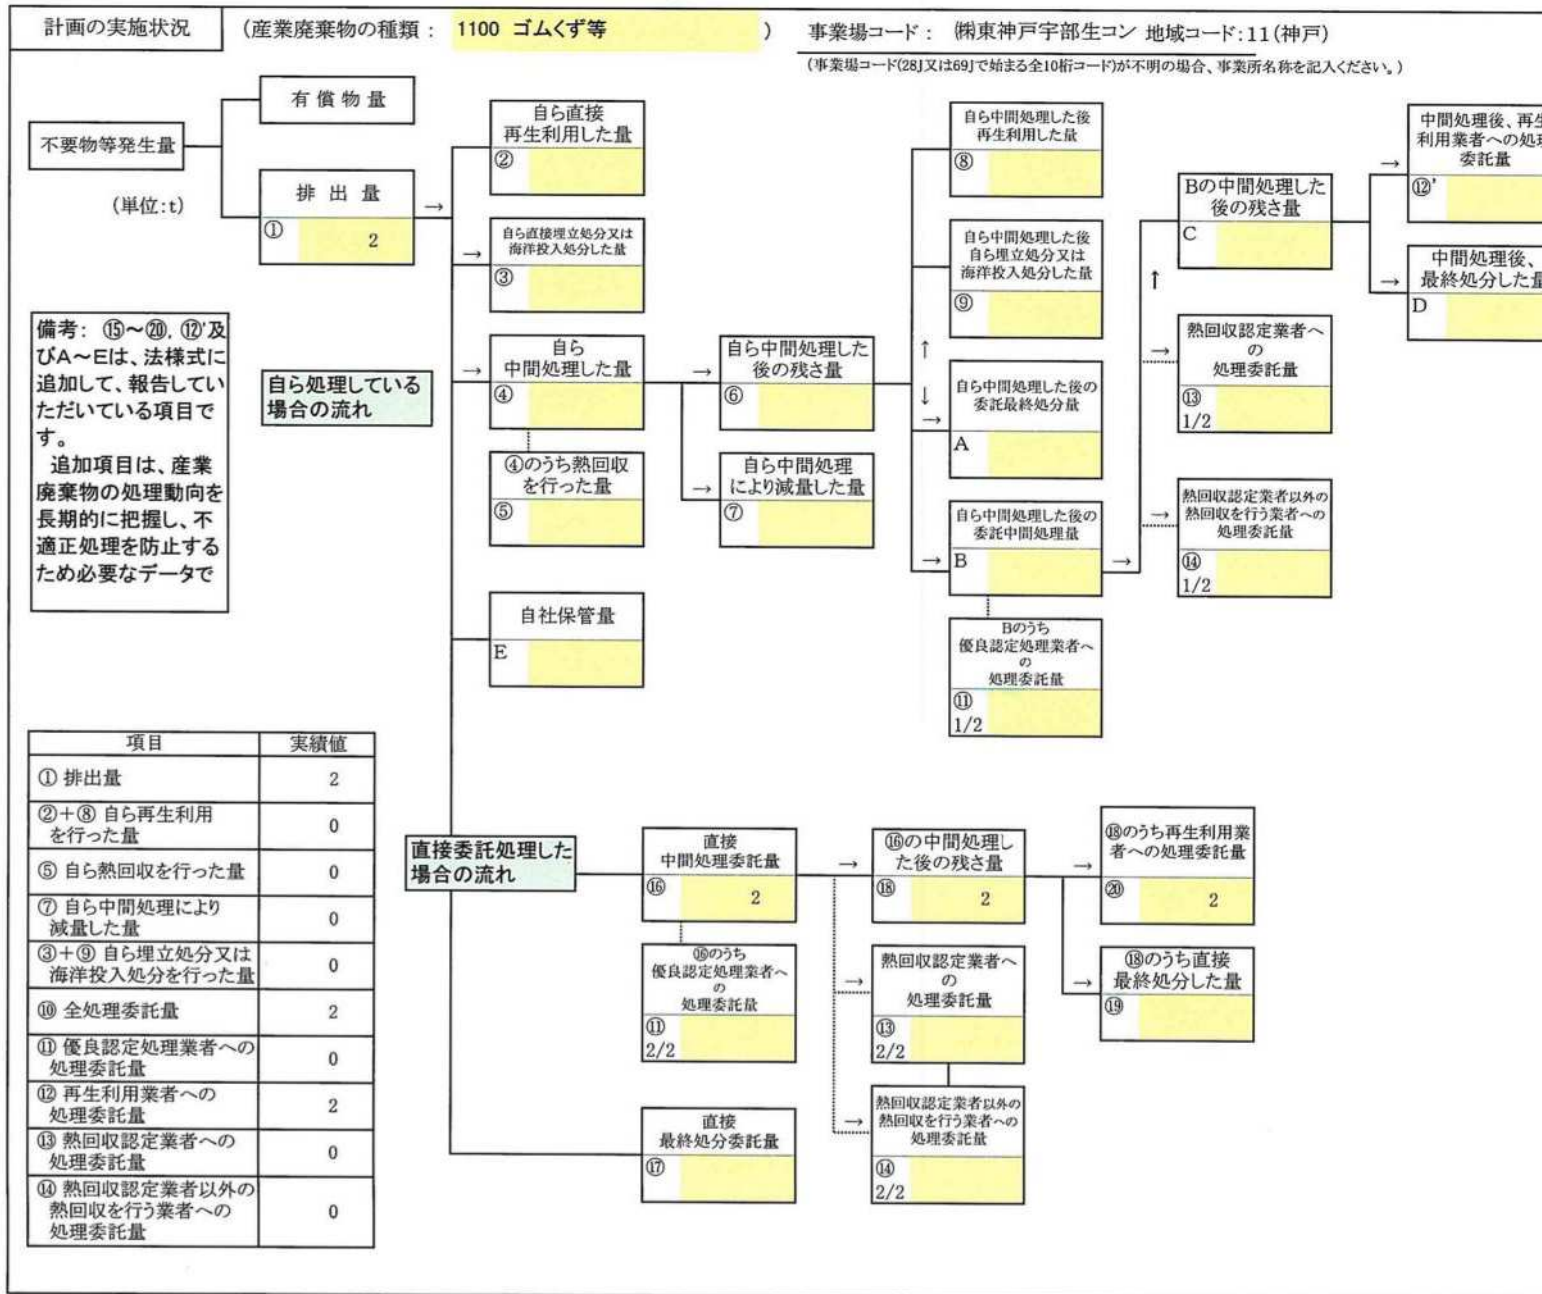 計画の実施状況
(産業廃棄物の種類： 1100 ゴムくず等 )
事業場コード： ㈱東神戸宇部生コン 地域コード：11(神戸)
(事業場コード(28｣又は69｣で始まる全10桁コード)が不明の場合、事業所名称を記入ください。)
有償物量
不要物等発生量
(単位：t)
排出量
→
① 2
自ら直接
再生利用した量
②
→
自ら直接埋立処分又は
海洋投入処分した量
③
備考： ⑮～⑳, ⑫'及
びA～Eは、法様式に
追加して、報告してい
ただいている項目で
す。
追加項目は、産業
廃棄物の処理動向を
長期的に把握し、不
適正処理を防止する
ため必要なデータで
自ら処理している
場合の流れ
→
自ら
中間処理した量
④
④のうち熱回収
を行った量
⑤
→
自ら中間処理した
後の残さ量
⑥
→
自ら中間処理
により減量した量
⑦
自社保管量
E
自ら中間処理した後
再生利用した量
⑧
自ら中間処理した後
自ら埋立処分又は
海洋投入処分した量
⑨
↑
↓
→
自ら中間処理した後の
委託最終処分量
A
→
自ら中間処理した後の
委託中間処理量
B
→
Bのうち
優良認定処理業者へ
の
処理委託量
⑪
1/2
Bの中間処理した
後の残さ量
C
↑
→
熱回収認定業者へ
の
処理委託量
⑬
1/2
→
熱回収認定業者以外の
熱回収を行う業者への
処理委託量
⑭
1/2
→
中間処理後、再生
利用業者への処理
委託量
⑫'
→
中間処理後、
最終処分した量
D
項目 実績値
① 排出量 2
②＋⑧ 自ら再生利用
を行った量 0
⑤ 自ら熱回収を行った量 0
⑦ 自ら中間処理により
減量した量 0
③＋⑨ 自ら埋立処分又は
海洋投入処分を行った量 0
⑩ 全処理委託量 2
⑪ 優良認定処理業者への
処理委託量 0
⑫ 再生利用業者への
処理委託量 2
⑬ 熱回収認定業者への
処理委託量 0
⑭ 熱回収認定業者以外の
熱回収を行う業者への
処理委託量 0
直接委託処理した
場合の流れ
直接
中間処理委託量
⑯ 2
⑯のうち
優良認定処理業者へ
の
処理委託量
⑪
2/2
直接
最終処分委託量
⑰
→
⑯の中間処理し
た後の残さ量
⑱ 2
→
熱回収認定業者へ
の
処理委託量
⑬
2/2
→
熱回収認定業者以外の
熱回収を行う業者への
処理委託量
⑭
2/2
→
⑱のうち再生利用業
者への処理委託量
⑳ 2
→
⑱のうち直接
最終処分した量
⑲